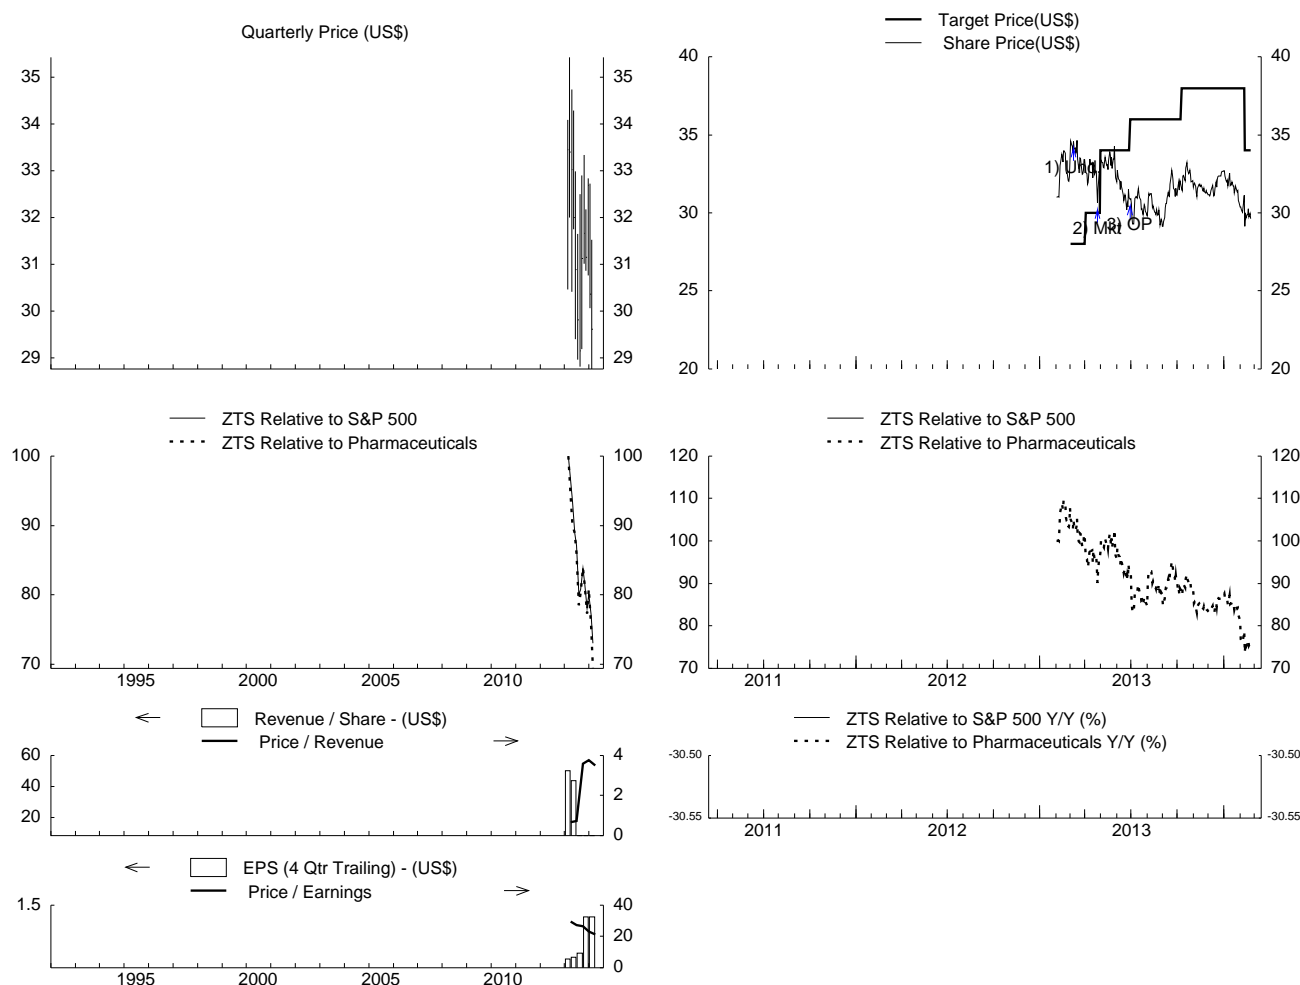 Quarterly Price (US$)
35 35
34 34
33 33
32 32
31 31
30 30
29 29
Target Price(US$)
Share Price(US$)
40 40
35 35
30 30
25 25
20 20
1) Und
2) Mkt
3) OP
ZTS Relative to S&P 500
ZTS Relative to Pharmaceuticals
100 100
90 90
80 80
70 70
1995 2000 2005 2010
ZTS Relative to S&P 500
ZTS Relative to Pharmaceuticals
120 120
110 110
100 100
90 90
80 80
70 70
2011 2012 2013
Revenue / Share - (US$)
Price / Revenue
60 4
40 2
20
0
ZTS Relative to S&P 500 Y/Y (%)
ZTS Relative to Pharmaceuticals Y/Y (%)
-30.50 -30.50
-30.55 -30.55
2011 2012 2013
EPS (4 Qtr Trailing) - (US$)
Price / Earnings
1.5 40
20
0
1995 2000 2005 2010